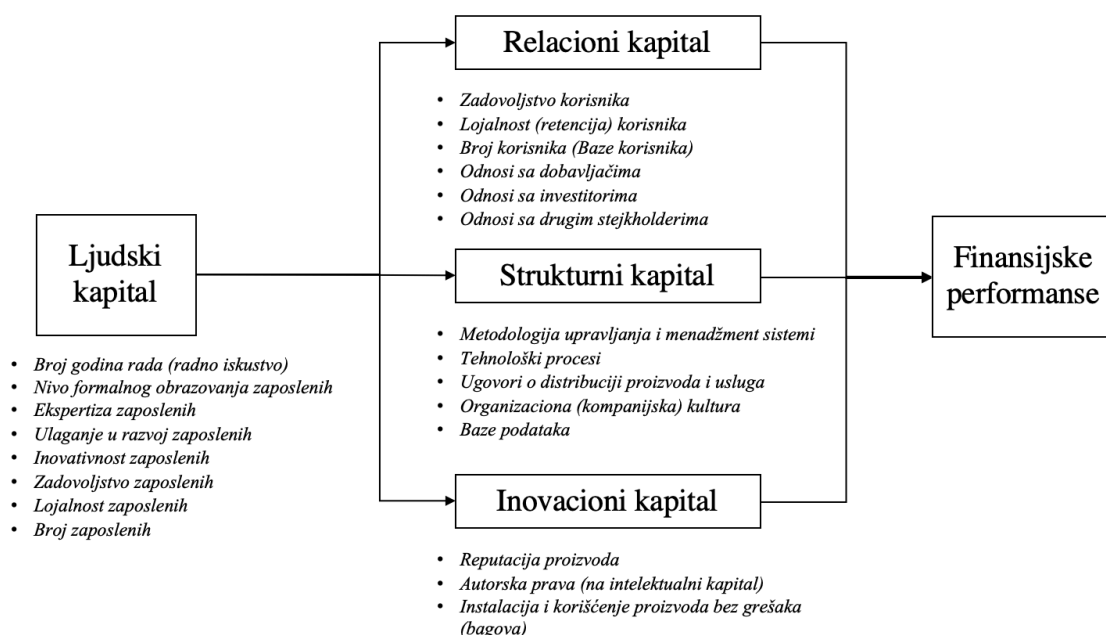 Relacioni kapital
• Zadovoljstvo korisnika
• Lojalnost (retencija) korisnika
• Broj korisnika (Baze korisnika)
• Odnosi sa dobavljačima
• Odnosi sa investitorima
• Odnosi sa drugim stejkholderima
Ljudski
kapital
• Broj godina rada (radno iskustvo)
• Nivo formalnog obrazovanja zaposlenih
• Ekspertiza zaposlenih
• Ulaganje u razvoj zaposlenih
• Inovativnost zaposlenih
• Zadovoljstvo zaposlenih
• Lojalnost zaposlenih
• Broj zaposlenih
Strukturni kapital
• Metodologija upravljanja i menadžment sistemi
• Tehnološki procesi
• Ugovori o distribuciji proizvoda i usluga
• Organizaciona (kompanijska) kultura
• Baze podataka
Finansijske
performanse
Inovacioni kapital
• Reputacija proizvoda
• Autorska prava (na intelektualni kapital)
• Instalacija i korišćenje proizvoda bez grešaka
(bagova)